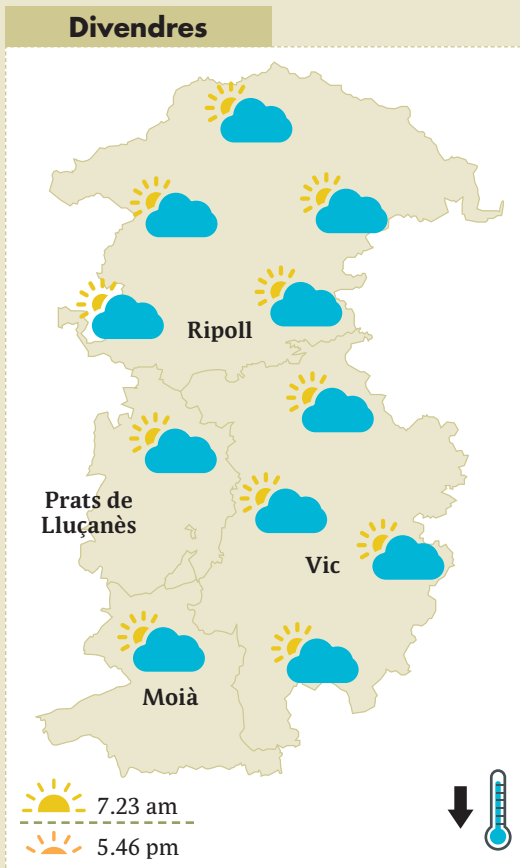 Divendres
Ripoll
Prats de
Lluçanès
Vic
Moià
7.23 am
5.46 pm